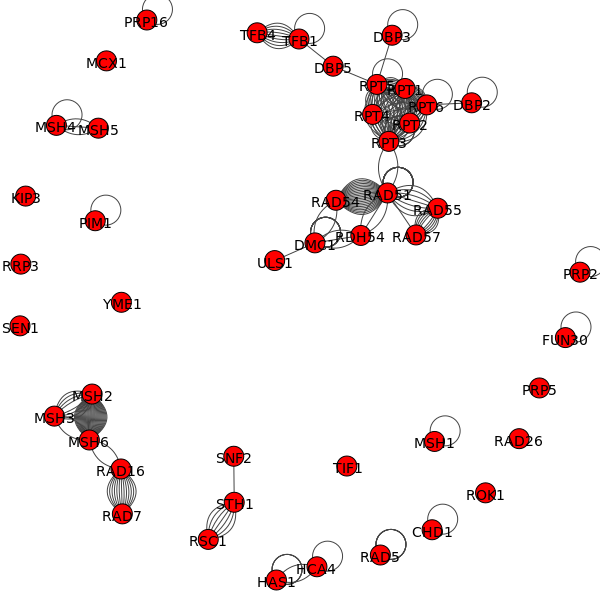 PRP16
TFB4
TFB1
DBP3
MCX1
DBP5
RPT5
RPT1
RPT6
DBP2
RPT4
RPT2
MSH4
MSH5
RPT3
KIP3
RAD54
RAD51
RAD55
PIM1
DMC1
RDH54
RAD57
RRP3
ULS1
PRP2
YME1
SEN1
FUN30
MSH2
PRP5
MSH3
MSH6
MSH1
RAD26
RAD16
SNF2
TIF1
ROK1
RAD7
STH1
RSC1
CHD1
RAD5
HAS1
HCA4